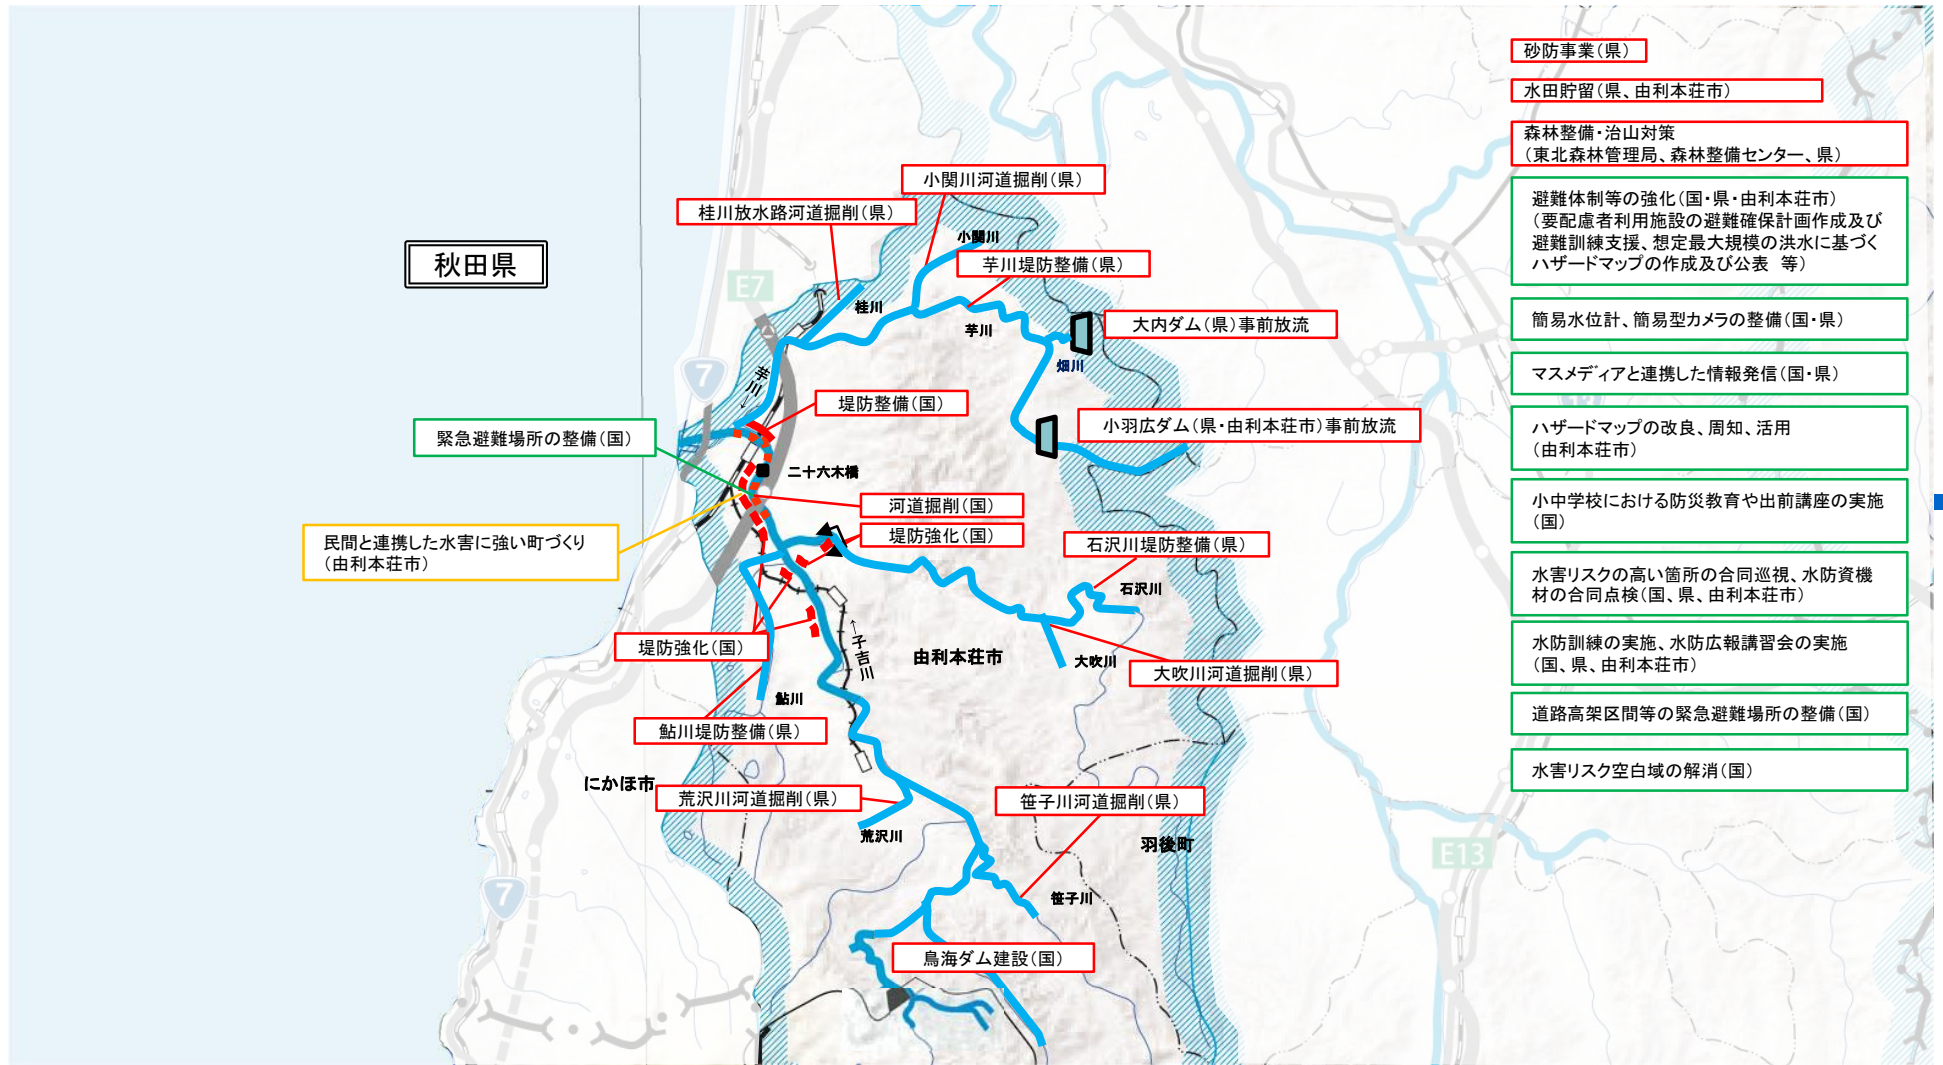 砂防事業(県)
水田貯留(県、由利本荘市)
森林整備・治山対策
(東北森林管理局、森林整備センター、県)
避難体制等の強化(国・県・由利本荘市)
(要配慮者利用施設の避難確保計画作成及び
避難訓練支援、想定最大規模の洪水に基づく
ハザードマップの作成及び公表 等)
簡易水位計、簡易型カメラの整備(国・県)
マスメディアと連携した情報発信(国・県)
ハザードマップの改良、周知、活用
(由利本荘市)
小中学校における防災教育や出前講座の実施
(国)
水害リスクの高い箇所の合同巡視、水防資機
材の合同点検(国、県、由利本荘市)
水防訓練の実施、水防広報講習会の実施
(国、県、由利本荘市)
道路高架区間等の緊急避難場所の整備(国)
水害リスク空白域の解消(国)
小関川河道掘削(県)
桂川放水路河道掘削(県)
小関川
秋田県
芋川堤防整備(県)
E7
桂川
大内ダム(県)事前放流
芋川
畑川
7
芋川
←
堤防整備(国)
小羽広ダム(県・由利本荘市)事前放流
緊急避難場所の整備(国)
二十六木橋
河道掘削(国)
堤防強化(国)
石沢川堤防整備(県)
民間と連携した水害に強い町づくり
(由利本荘市)
石沢川
←子吉川
堤防強化(国)
由利本荘市
大吹川
大吹川河道掘削(県)
鮎川
鮎川堤防整備(県)
にかほ市
荒沢川河道掘削(県)
笹子川河道掘削(県)
荒沢川
羽後町
E13
7
笹子川
鳥海ダム建設(国)